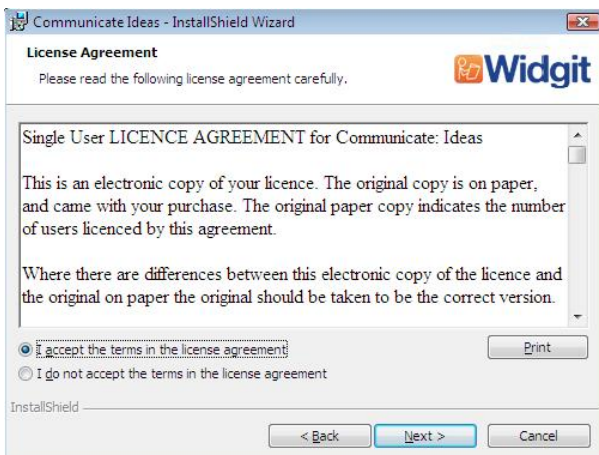 Communicate Ideas - InstallShield Wizard
License Agreement
Please read the following license agreement carefully.
Widgit
Single User LICENCE AGREEMENT for Communicate: Ideas
This is an electronic copy of your licence. The original copy is on paper,
and came with your purchase. The original paper copy indicates the number
of users licenced by this agreement.
Where there are differences between this electronic copy of the licence and
the original on paper the original should be taken to be the correct version.
I accept the terms in the license agreement
Print
I do not accept the terms in the license agreement
InstallShield
< Back
Next >
Cancel